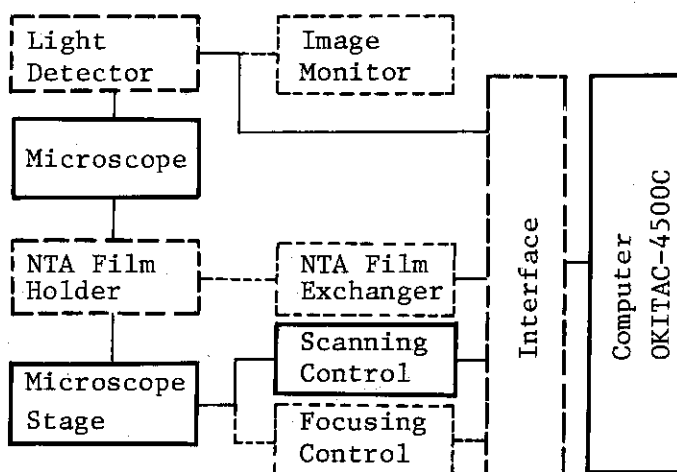 Light
Detector
Image
Monitor
Microscope
NTA Film
Holder
NTA Film
Exchanger
Scanning
Control
Microscope
Stage
Focusing
Control
Interface
Computer
OKITAC-4500C